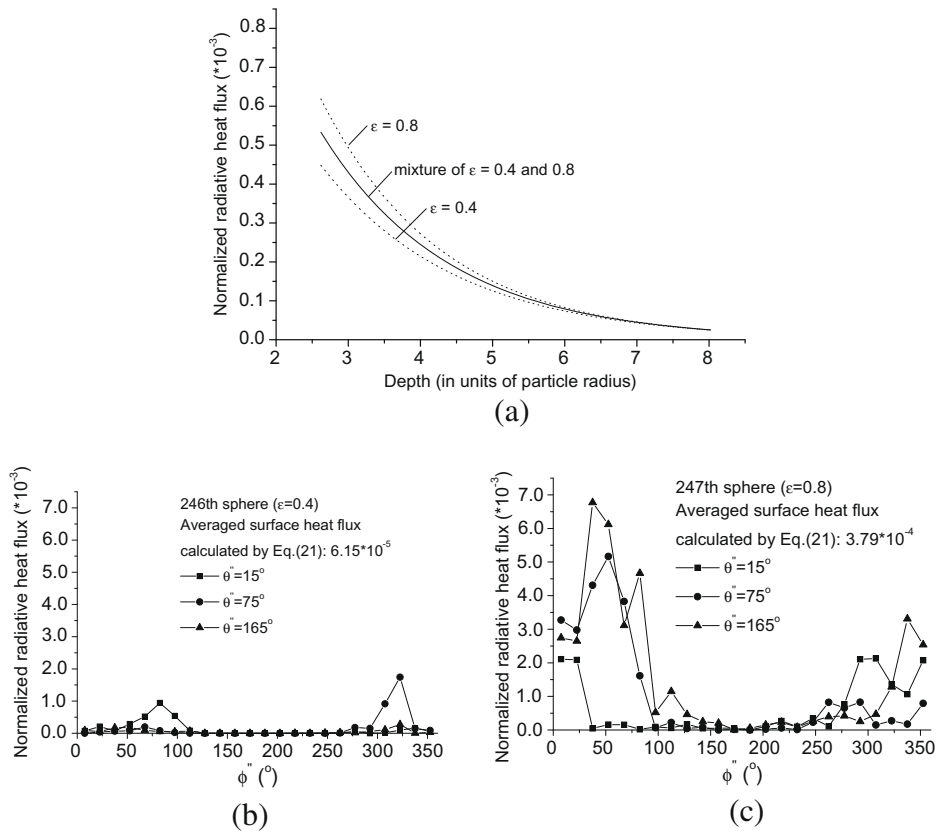 (a)
Normalized radiative heat flux (*10⁻³)
0.8
0.7
0.6
0.5
0.4
0.3
0.2
0.1
0.0
ε = 0.8
mixture of ε = 0.4 and 0.8
ε = 0.4
2 3 4 5 6 7 8
Depth (in units of particle radius)
(a)
Normalized radiative heat flux (*10⁻³)
7.0
6.0
5.0
4.0
3.0
2.0
1.0
0.0
246th sphere (ε=0.4)
Averaged surface heat flux
calculated by Eq.(21): 6.15*10⁻⁵
θ"=15°
θ"=75°
θ"=165°
0 50 100 150 200 250 300 350
ϕ" (°)
(b)
Normalized radiative heat flux (*10⁻³)
7.0
6.0
5.0
4.0
3.0
2.0
1.0
0.0
247th sphere (ε=0.8)
Averaged surface heat flux
calculated by Eq.(21): 3.79*10⁻⁴
θ"=15°
θ"=75°
θ"=165°
0 50 100 150 200 250 300 350
ϕ" (°)
(c)